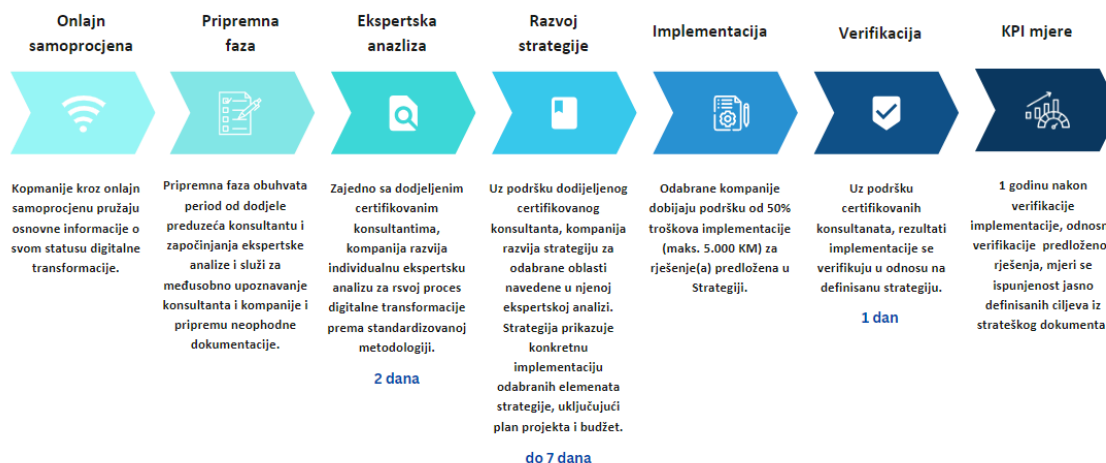 Onlajn
samoprocjena
Pripremna
faza
Ekspertska
anazliza
Razvoj
strategije
Implementacija
Verifikacija
KPI mjere
Kopmanije kroz onlajn
samoprocjenu pružaju
osnovne informacije o
svom statusu digitalne
transformacije.
Pripremna faza obuhvata
period od dodjele
preduzeća konsultantu i
započinjanja ekspertske
analize i služi za
međusobno upoznavanje
konsultanta i kompanije i
pripremu neophodne
dokumentacije.
Zajedno sa dodjeljenim
certifikovanim
konsultantima,
kompanija razvija
individualnu ekspertsku
analizu za rsvoj proces
digitalne transformacije
prema standardizovanoj
metodologiji.
2 dana
Uz podršku dodijeljenog
certifikovanog
konsultanta, kompanija
razvija strategiju za
odabrane oblasti
navedene u njenoj
ekspertskoj analizi.
Strategija prikazuje
konkretnu
implementaciju
odabranih elemenata
strategije, uključujući
plan projekta i budžet.
do 7 dana
Odabrane kompanije
dobijaju podršku od 50%
troškova implementacije
(maks. 5.000 KM) za
rješenje(a) predložena u
Strategiji.
Uz podršku
certifikovanih
konsultanata, rezultati
implementacije se
verifikuju u odnosu na
definisanu strategiju.
1 dan
1 godinu nakon
verifikacije
implementacije, odnosn
verifikacije predloženo
rješenja, mjeri se
ispunjenost jasno
definisanih ciljeva iz
strateškog dokumenta